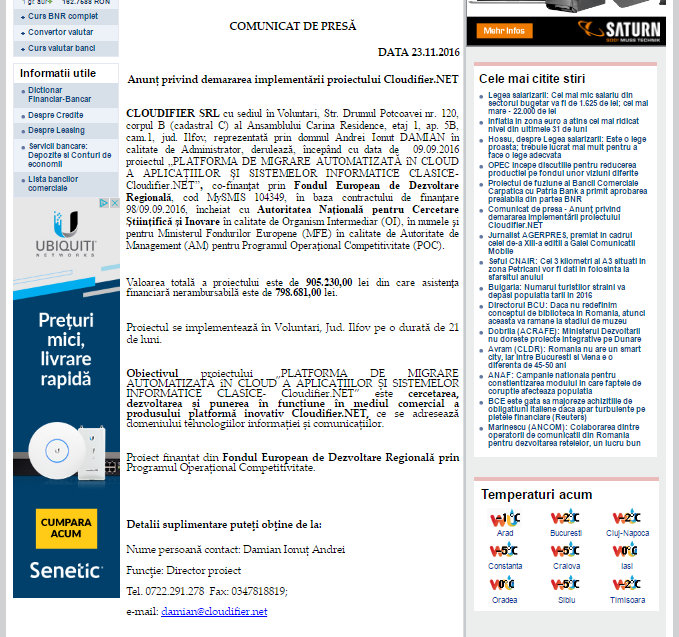 1 gr. aur 162.7688 RON
Curs BNR complet
Convertor valutar
Curs valutar banci
Informatii utile
Dictionar
Financiar-Bancar
Despre Credite
Despre Leasing
Servicii bancare:
Depozite si Conturi de
economii
Lista bancilor
comerciale
UBIQUITI
NETWORKS
Prețuri
mici,
livrare
rapidă
CUMPARA
ACUM
Senetic
COMUNICAT DE PRESĂ
DATA 23.11.2016
Anunț privind demararea implementării proiectului Cloudifier.NET
CLOUDIFIER SRL cu sediul în Voluntari, Str. Drumul Potcoavei nr. 120,
corpul B (cadastral C) al Ansamblului Carina Residence, etaj 1, ap. 5B,
cam.1, jud. Ilfov, reprezentată prin domnul Andrei Ionut DAMIAN în
calitate de Administrator, derulează, începând cu data de 09.09.2016
proiectul „PLATFORMA DE MIGRARE AUTOMATIZATĂ iN CLOUD
A APLICAȚIILOR ȘI SISTEMELOR INFORMATICE CLASICE-
Cloudifier.NET”, co-finanțat prin Fondul European de Dezvoltare
Regională, cod MySMIS 104349, în baza contractului de finanțare
98/09.09.2016, încheiat cu Autoritatea Națională pentru Cercetare
Științifică și Inovare în calitate de Organism Intermediar (OI), în numele și
pentru Ministerul Fondurilor Europene (MFE) în calitate de Autoritate de
Management (AM) pentru Programul Operațional Competitivitate (POC).
Valoarea totală a proiectului este de 905.230,00 lei din care asistența
financiară nerambursabilă este de 798.681,00 lei.
Proiectul se implementează în Voluntari, Jud. Ilfov pe o durată de 21
de luni.
Obiectivul proiectului „PLATFORMA DE MIGRARE
AUTOMATIZATĂ iN CLOUD A APLICAȚIILOR ȘI SISTEMELOR
INFORMATICE CLASICE- Cloudifier.NET” este cercetarea,
dezvoltarea și punerea în funcțiune în mediul comercial a
produsului platformă inovativ Cloudifier.NET, ce se adresează
domeniului tehnologiilor informației și comunicațiilor.
Proiect finanțat din Fondul European de Dezvoltare Regională prin
Programul Operațional Competitivitate.
Detalii suplimentare puteți obține de la:
Nume persoană contact: Damian Ionuț Andrei
Funcție: Director proiect
Tel. 0722.291.278 Fax: 0347818819;
e-mail: damian@cloudifier.net
Mehr Infos
SATURN
SOO! MUSS TECHNIK
Cele mai citite stiri
Legea salarizarii: Cel mai mic salariu din
sectorul bugetar va fi de 1.625 de lei; cel mai
mare - 22.000 de lei
Inflatia in zona euro a atins cel mai ridicat
nivel din ultimele 31 de luni
Hossu, despre Legea salarizarii: Este o lege
proasta; trebuie lucrat mai mult pentru a
face o lege adecvata
OPEC incepe discutiile pentru reducerea
productiei pe fondul unor viziuni diferite
Proiectul de fuziune al Bancii Comerciale
Carpatica cu Patria Bank a primit aprobarea
prealabila din partea BNR
Comunicat de presa - Anunț privind
demararea implementării proiectului
Cloudifier.NET
Jurnalist AGERPRES, premiat in cadrul
celei de-a XIII-a editii a Galei Comunicatii
Mobile
Seful CNAIR: Cei 3 kilometri ai A3 situati in
zona Petricani vor fi dati in folosinta la
sfarsitul anului
Bulgaria: Numarul turistilor straini va
depasi populatia tarii in 2016
Directorul BCU: Daca nu redefinim
conceptul de biblioteca in Romania, atunci
aceasta va ramane la stadiul de muzeu
Dobrila (ACRAFE): Ministerul Dezvoltarii
nu doreste proiecte integrative pe Dunare
Avram (CLDR): Romania nu are un smart
city, iar intre Bucuresti si Viena e o
diferenta de 45-50 ani
ANAF: Campanie nationala pentru
constientizarea modului in care faptele de
coruptie afecteaza populatia
BCE este gata sa majoreze achizitiile de
obligatiuni italiene daca apar turbulente pe
pietele financiare (Reuters)
Marinescu (ANCOM): Colaborarea dintre
operatorii de comunicatii din Romania
pentru dezvoltarea retelelor, un lucru bun
Temperaturi acum
-1°C -2°C -2°C
Arad Bucuresti Cluj-Napoca
-5°C -5°C 0°C
Constanta Craiova Iasi
0°C -5°C -2°C
Oradea Sibiu Timisoara